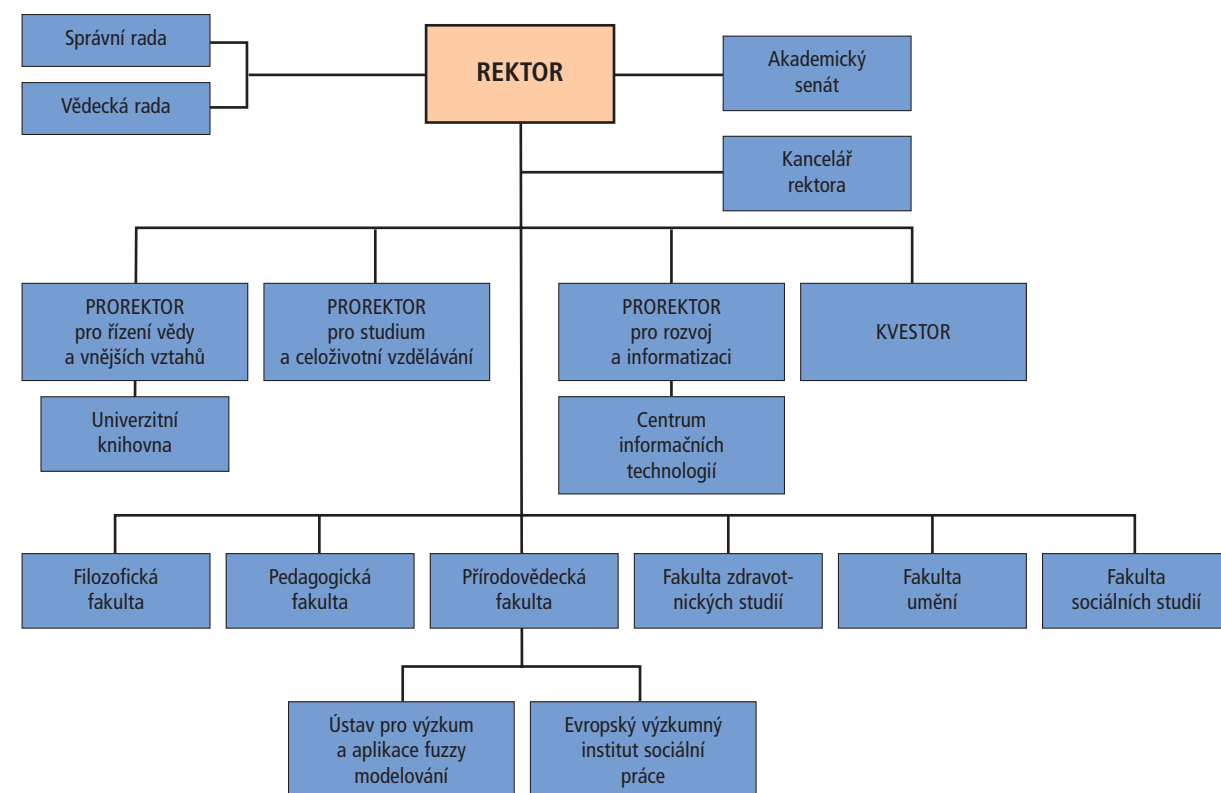 Správní rada
REKTOR
Akademický
senát
Vědecká rada
Kancelář
rektora
PROREKTOR
pro řízení vědy
a vnějších vztahů
PROREKTOR
pro studium
a celoživotní vzdělávání
PROREKTOR
pro rozvoj
a informatizaci
KVESTOR
Univerzitní
knihovna
Centrum
informačních
technologií
Filozofická
fakulta
Pedagogická
fakulta
Přírodovědecká
fakulta
Fakulta zdravot-
nických studií
Fakulta
umění
Fakulta
sociálních studií
Ústav pro výzkum
a aplikace fuzzy
modelování
Evropský výzkumný
institut sociální
práce